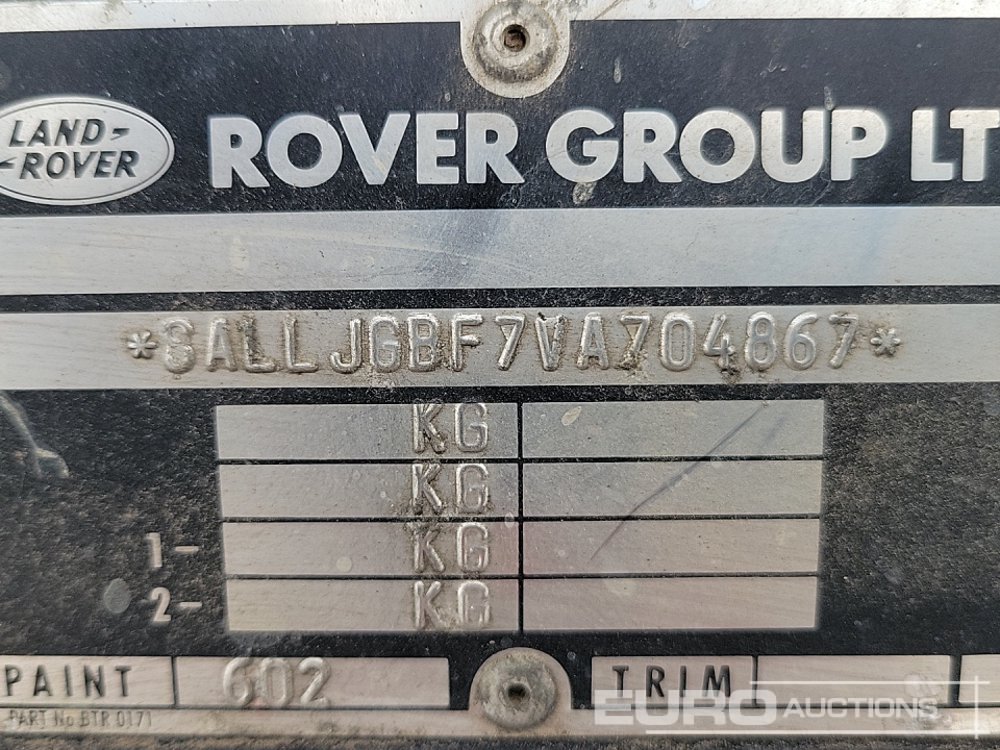 LAND-
-ROVER
ROVER GROUP LT
*SALLJGBF7VA704867*
KG
KG
1- KG
2- KG
PAINT 602 TRIM
PART No BTR 0171
EURO AUCTIONS